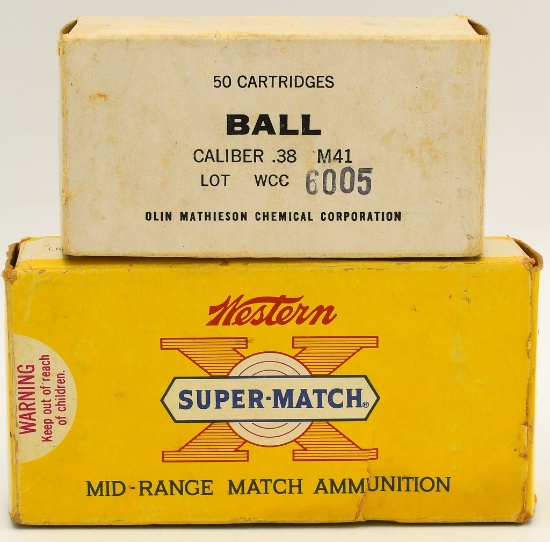 50 CARTRIDGES
BALL
CALIBER .38 M41
LOT WCC 6005
OLIN MATHIESON CHEMICAL CORPORATION
Western
X
SUPER-MATCH®
MID-RANGE MATCH AMMUNITION
WARNING
Keep out of reach
of children.